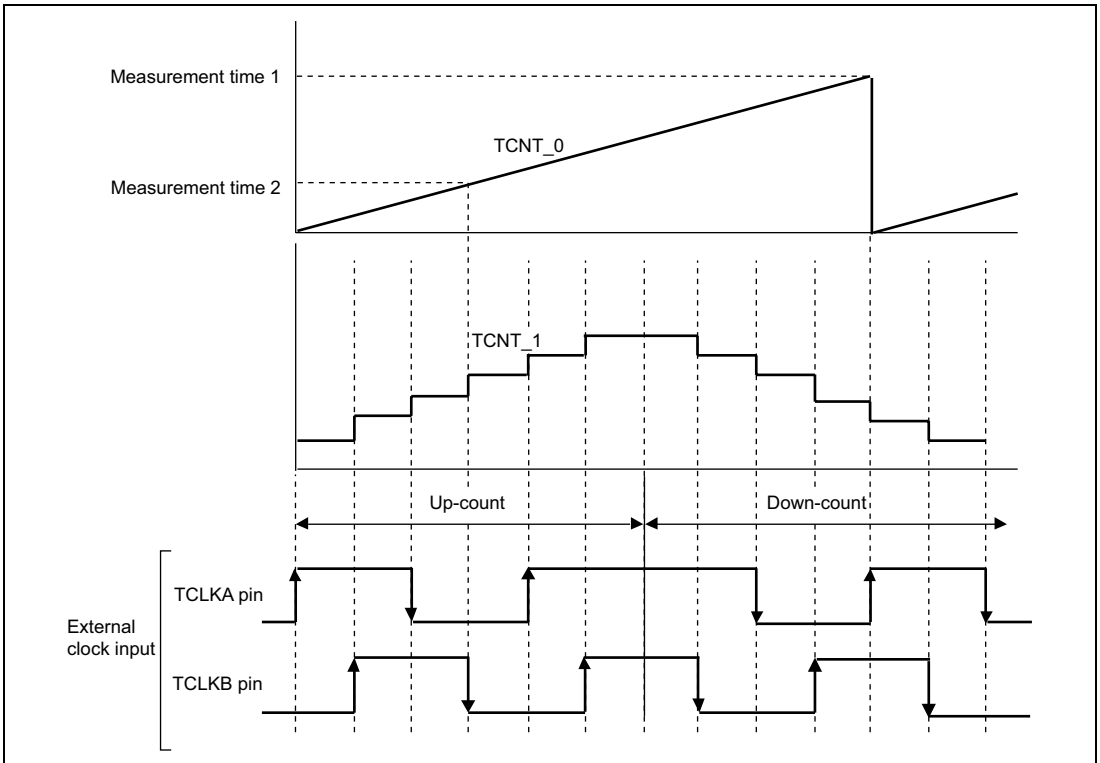 Measurement time 1
TCNT_0
Measurement time 2
TCNT_1
Up-count
Down-count
TCLKA pin
External
clock input
TCLKB pin